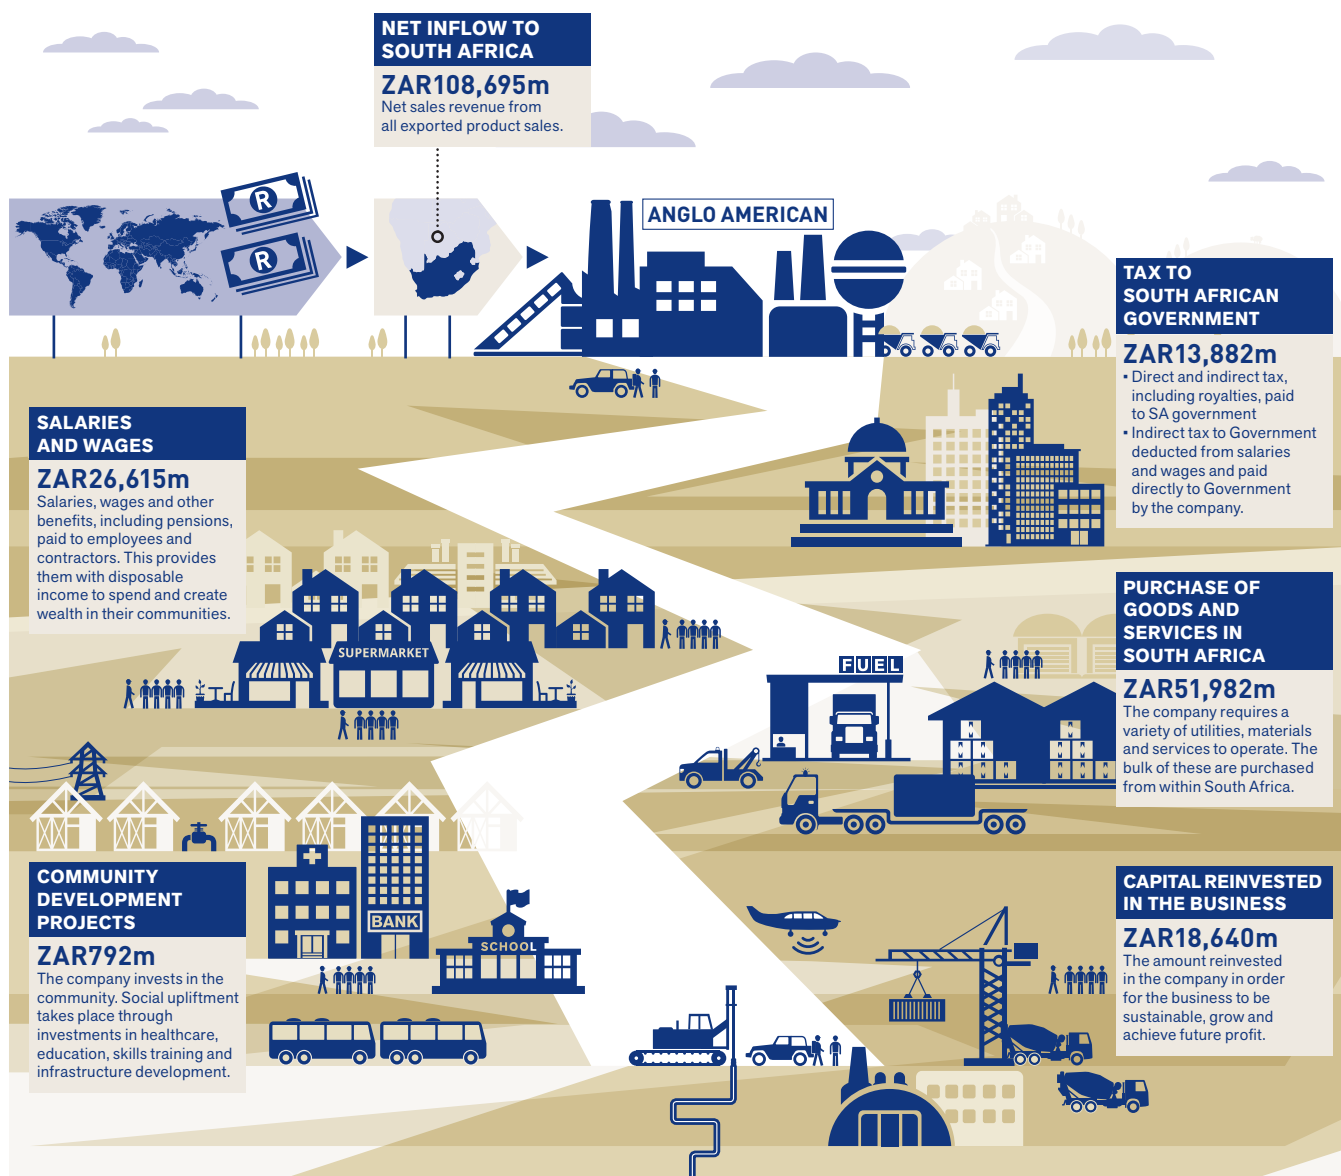 NET INFLOW TO
SOUTH AFRICA
ZAR108,695m
Net sales revenue from
all exported product sales.
R
R
ANGLO AMERICAN
TAX TO
SOUTH AFRICAN
GOVERNMENT
ZAR13,882m
▪ Direct and indirect tax,
including royalties, paid
to SA government
▪ Indirect tax to Government
deducted from salaries
and wages and paid
directly to Government
by the company.
SALARIES
AND WAGES
ZAR26,615m
Salaries, wages and other
benefits, including pensions,
paid to employees and
contractors. This provides
them with disposable
income to spend and create
wealth in their communities.
SUPERMARKET
PURCHASE OF
GOODS AND
SERVICES IN
SOUTH AFRICA
ZAR51,982m
The company requires a
variety of utilities, materials
and services to operate. The
bulk of these are purchased
from within South Africa.
FUEL
COMMUNITY
DEVELOPMENT
PROJECTS
ZAR792m
The company invests in the
community. Social upliftment
takes place through
investments in healthcare,
education, skills training and
infrastructure development.
BANK
SCHOOL
CAPITAL REINVESTED
IN THE BUSINESS
ZAR18,640m
The amount reinvested
in the company in order
for the business to be
sustainable, grow and
achieve future profit.